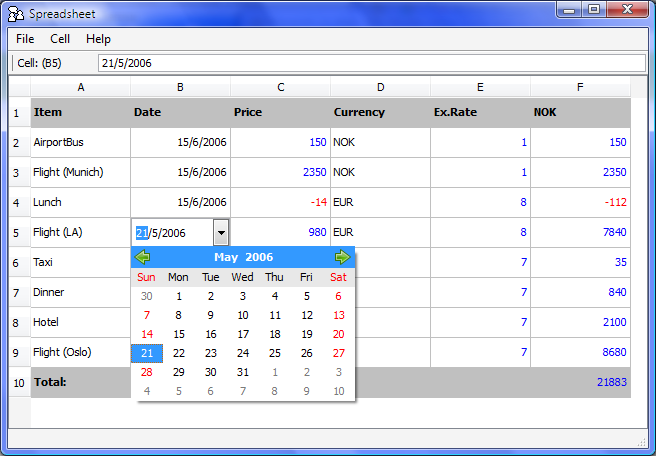 Spreadsheet
File Cell Help
Cell: (B5) 21/5/2006
A B C D E F
1 Item Date Price Currency Ex.Rate NOK
2 AirportBus 15/6/2006 150 NOK 1 150
3 Flight (Munich) 15/6/2006 2350 NOK 1 2350
4 Lunch 15/6/2006 -14 EUR 8 -112
5 Flight (LA) 21/5/2006 980 EUR 8 7840
6 Taxi 7 35
7 Dinner 7 840
8 Hotel 7 2100
9 Flight (Oslo) 7 8680
10 Total: 21883
May 2006
Sun Mon Tue Wed Thu Fri Sat
30 1 2 3 4 5 6
7 8 9 10 11 12 13
14 15 16 17 18 19 20
21 22 23 24 25 26 27
28 29 30 31 1 2 3
4 5 6 7 8 9 10